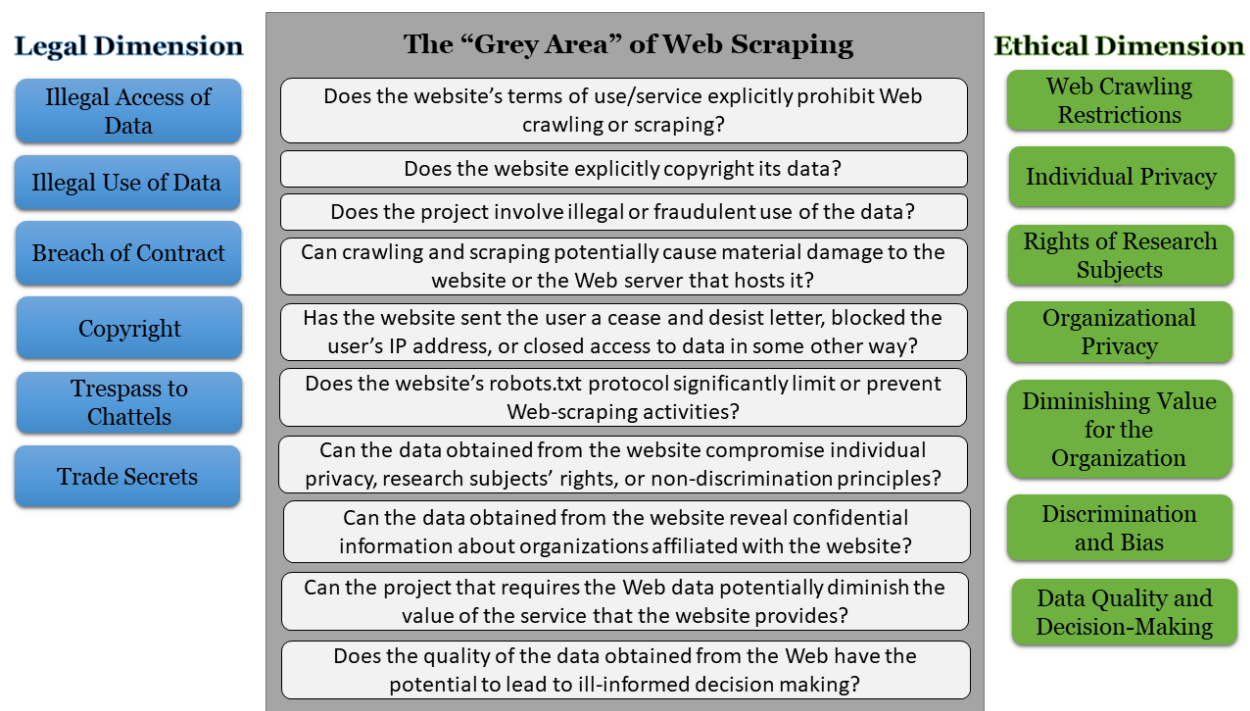 Legal Dimension
Illegal Access of
Data
Illegal Use of Data
Breach of Contract
Copyright
Trespass to
Chattels
Trade Secrets
The “Grey Area” of Web Scraping
Does the website’s terms of use/service explicitly prohibit Web
crawling or scraping?
Does the website explicitly copyright its data?
Does the project involve illegal or fraudulent use of the data?
Can crawling and scraping potentially cause material damage to the
website or the Web server that hosts it?
Has the website sent the user a cease and desist letter, blocked the
user’s IP address, or closed access to data in some other way?
Does the website’s robots.txt protocol significantly limit or prevent
Web-scraping activities?
Can the data obtained from the website compromise individual
privacy, research subjects’ rights, or non-discrimination principles?
Can the data obtained from the website reveal confidential
information about organizations affiliated with the website?
Can the project that requires the Web data potentially diminish the
value of the service that the website provides?
Does the quality of the data obtained from the Web have the
potential to lead to ill-informed decision making?
Ethical Dimension
Web Crawling
Restrictions
Individual Privacy
Rights of Research
Subjects
Organizational
Privacy
Diminishing Value
for the
Organization
Discrimination
and Bias
Data Quality and
Decision-Making